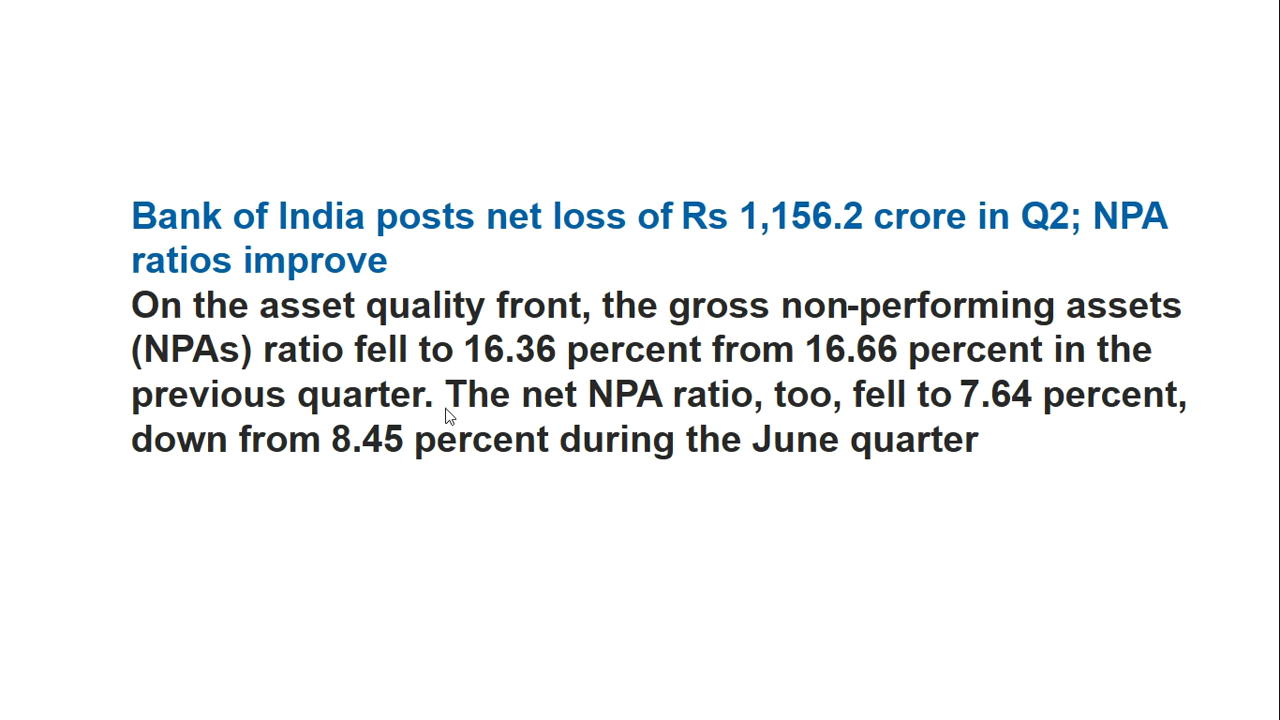 Bank of India posts net loss of Rs 1,156.2 crore in Q2; NPA
ratios improve
On the asset quality front, the gross non-performing assets
(NPAs) ratio fell to 16.36 percent from 16.66 percent in the
previous quarter. The net NPA ratio, too, fell to 7.64 percent,
down from 8.45 percent during the June quarter